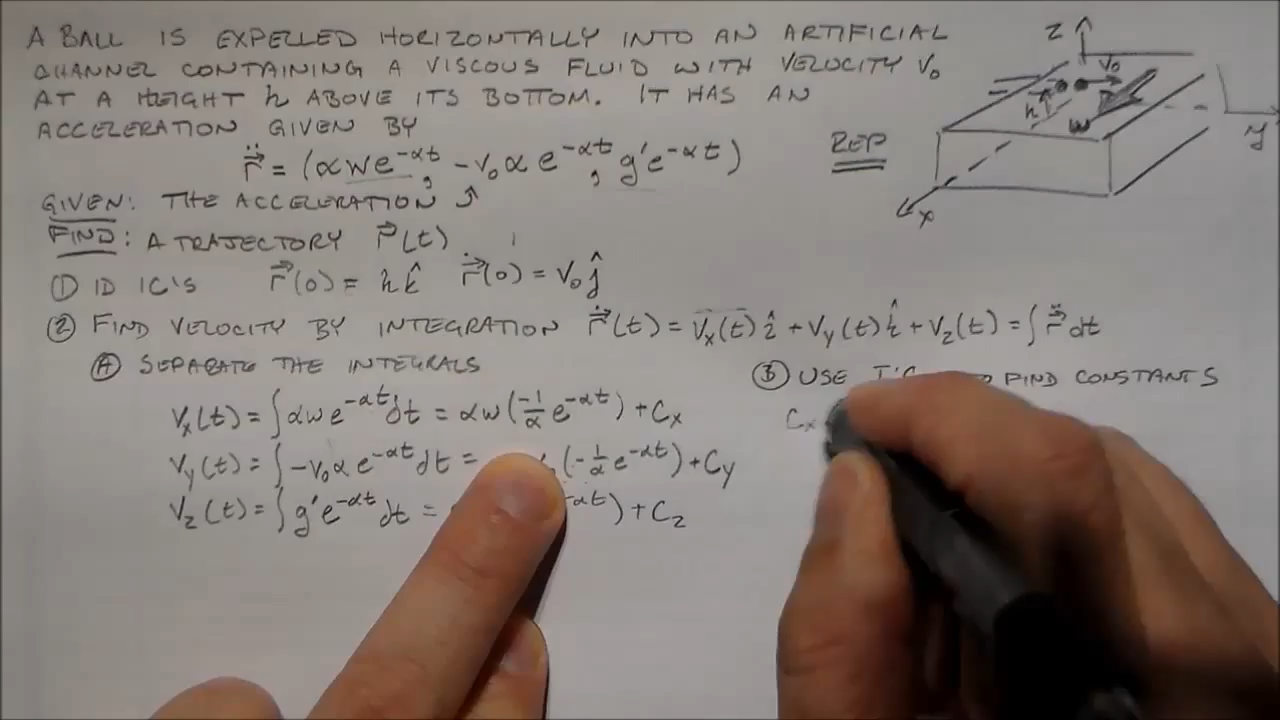 A BALL IS EXPELLED HORIZONTALLY INTO AN ARTIFICIAL
CHANNEL CONTAINING A VISCOUS FLUID WITH VELOCITY V₀
AT A HEIGHT h ABOVE ITS BOTTOM. IT HAS AN
ACCELERATION GIVEN BY
r⃗̈ = (αwe^{-αt}, -v₀αe^{-αt}, g'e^{-αt})
REP
GIVEN: THE ACCELERATION ↗
FIND: A TRAJECTORY r⃗(t)
① ID IC'S r⃗(0) = hk̂ r⃗̇(0) = v₀ĵ
② FIND VELOCITY BY INTEGRATION r⃗̇(t) = Vx(t)î + Vy(t)k̂ + Vz(t) = ∫r⃗̈dt
Ⓐ SEPARATE THE INTEGRALS
Vx(t) = ∫αwe^{-αt}dt = αw(-1/α e^{-αt}) + Cx
Vy(t) = ∫-v₀αe^{-αt}dt = (-1/α e^{-αt}) + Cy
Vz(t) = ∫g'e^{-αt}dt = -αt) + Cz
③ USE FIND CONSTANTS
Cx
z
V₀
h
w
y
x